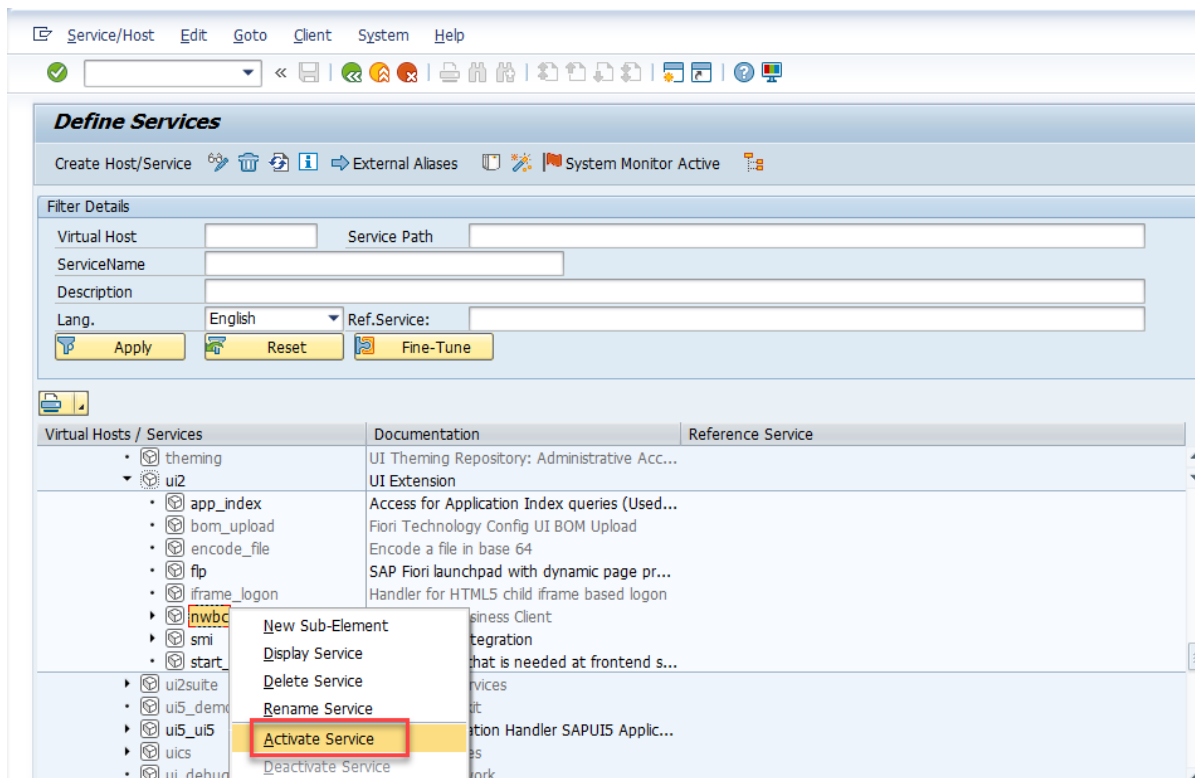 Service/Host Edit Goto Client System Help
Define Services
Create Host/Service External Aliases System Monitor Active
Filter Details
Virtual Host Service Path
ServiceName
Description
Lang. English Ref.Service:
Apply Reset Fine-Tune
Virtual Hosts / Services Documentation Reference Service
theming UI Theming Repository: Administrative Acc...
ui2 UI Extension
app_index Access for Application Index queries (Used...
bom_upload Fiori Technology Config UI BOM Upload
encode_file Encode a file in base 64
flp SAP Fiori launchpad with dynamic page pr...
iframe_logon Handler for HTML5 child iframe based logon
nwbc siness Client
New Sub-Element
smi tegration
Display Service
start_ that is needed at frontend s...
Delete Service
ui2suite rvices
Rename Service
ui5_demo kit
ui5_ui5 ation Handler SAPUI5 Applic...
Activate Service
uics es
Deactivate Service
ui_debug work